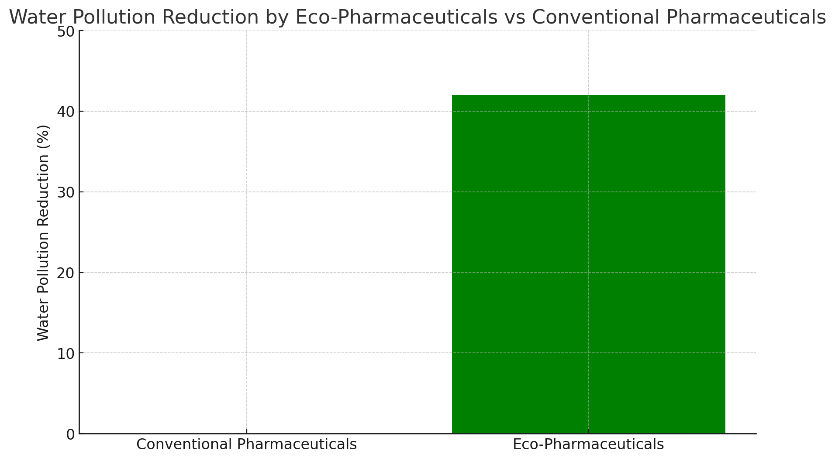 Water Pollution Reduction by Eco-Pharmaceuticals vs Conventional Pharmaceuticals
50
40
30
20
10
0
Water Pollution Reduction (%)
Conventional Pharmaceuticals
Eco-Pharmaceuticals